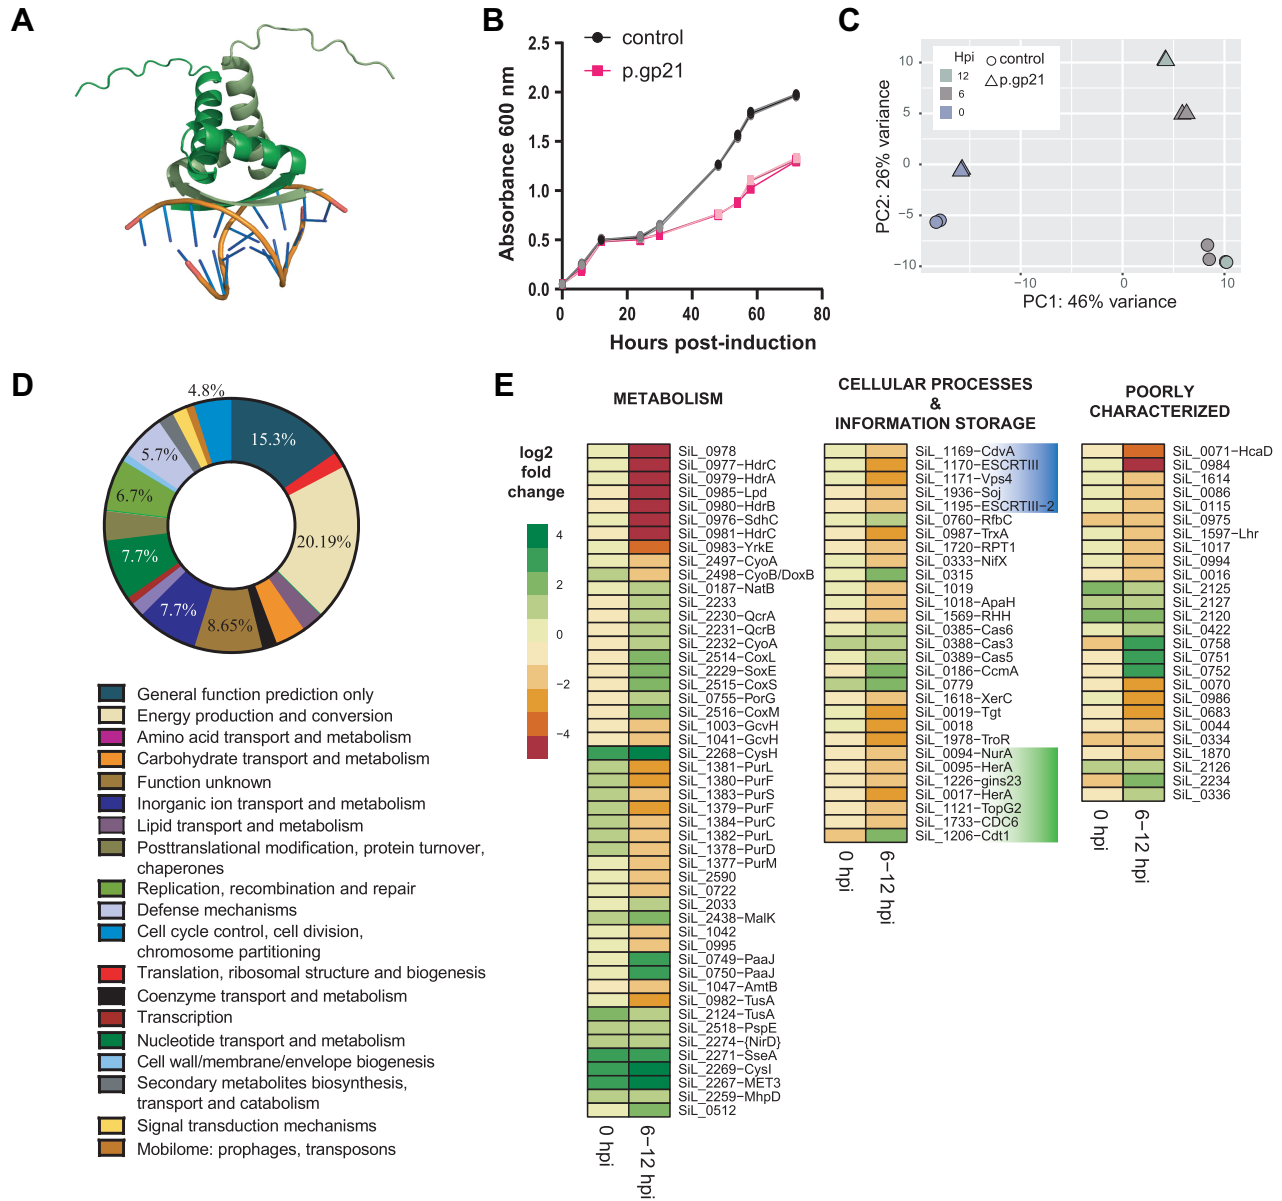 A
B
control
p.gp21
Absorbance 600 nm
2.5
2.0
1.5
1.0
0.5
0.0
0
20
40
60
80
Hours post-induction
C
Hpi
12
6
0
control
p.gp21
10
5
0
−5
−10
PC2: 26% variance
−10
0
10
PC1: 46% variance
D
4.8%
15.3%
20.19%
8.65%
7.7%
7.7%
6.7%
5.7%
General function prediction only
Energy production and conversion
Amino acid transport and metabolism
Carbohydrate transport and metabolism
Function unknown
Inorganic ion transport and metabolism
Lipid transport and metabolism
Posttranslational modification, protein turnover,
chaperones
Replication, recombination and repair
Defense mechanisms
Cell cycle control, cell division,
chromosome partitioning
Translation, ribosomal structure and biogenesis
Coenzyme transport and metabolism
Transcription
Nucleotide transport and metabolism
Cell wall/membrane/envelope biogenesis
Secondary metabolites biosynthesis,
transport and catabolism
Signal transduction mechanisms
Mobilome: prophages, transposons
E
log2
fold
change
4
2
0
−2
−4
METABOLISM
SiL_0978
SiL_0977−HdrC
SiL_0979−HdrA
SiL_0985−Lpd
SiL_0980−HdrB
SiL_0976−SdhC
SiL_0981−HdrC
SiL_0983−YrkE
SiL_2497−CyoA
SiL_2498−CyoB/DoxB
SiL_0187−NatB
SiL_2233
SiL_2230−QcrA
SiL_2231−QcrB
SiL_2232−CyoA
SiL_2514−CoxL
SiL_2229−SoxE
SiL_2515−CoxS
SiL_0755−PorG
SiL_2516−CoxM
SiL_1003−GcvH
SiL_1041−GcvH
SiL_2268−CysH
SiL_1381−PurL
SiL_1380−PurF
SiL_1383−PurS
SiL_1379−PurF
SiL_1384−PurC
SiL_1382−PurL
SiL_1378−PurD
SiL_1377−PurM
SiL_2590
SiL_0722
SiL_2033
SiL_2438−MalK
SiL_1042
SiL_0995
SiL_0749−PaaJ
SiL_0750−PaaJ
SiL_1047−AmtB
SiL_0982−TusA
SiL_2124−TusA
SiL_2518−PspE
SiL_2274−{NirD}
SiL_2271−SseA
SiL_2269−CysI
SiL_2267−MET3
SiL_2259−MhpD
SiL_0512
0 hpi
6−12 hpi
CELLULAR PROCESSES
&
INFORMATION STORAGE
SiL_1169−CdvA
SiL_1170−ESCRTIII
SiL_1171−Vps4
SiL_1936−Soj
SiL_1195−ESCRTIII−2
SiL_0760−RfbC
SiL_0987−TrxA
SiL_1720−RPT1
SiL_0333−NifX
SiL_0315
SiL_1019
SiL_1018−ApaH
SiL_1569−RHH
SiL_0385−Cas6
SiL_0388−Cas3
SiL_0389−Cas5
SiL_0186−CcmA
SiL_0779
SiL_1618−XerC
SiL_0019−Tgt
SiL_0018
SiL_1978−TroR
SiL_0094−NurA
SiL_0095−HerA
SiL_1226−gins23
SiL_0017−HerA
SiL_1121−TopG2
SiL_1733−CDC6
SiL_1206−Cdt1
0 hpi
6−12 hpi
POORLY
CHARACTERIZED
SiL_0071−HcaD
SiL_0984
SiL_1614
SiL_0086
SiL_0115
SiL_0975
SiL_1597−Lhr
SiL_1017
SiL_0994
SiL_0016
SiL_2125
SiL_2127
SiL_2120
SiL_0422
SiL_0758
SiL_0751
SiL_0752
SiL_0070
SiL_0986
SiL_0683
SiL_0044
SiL_0334
SiL_1870
SiL_2126
SiL_2234
SiL_0336
0 hpi
6−12 hpi